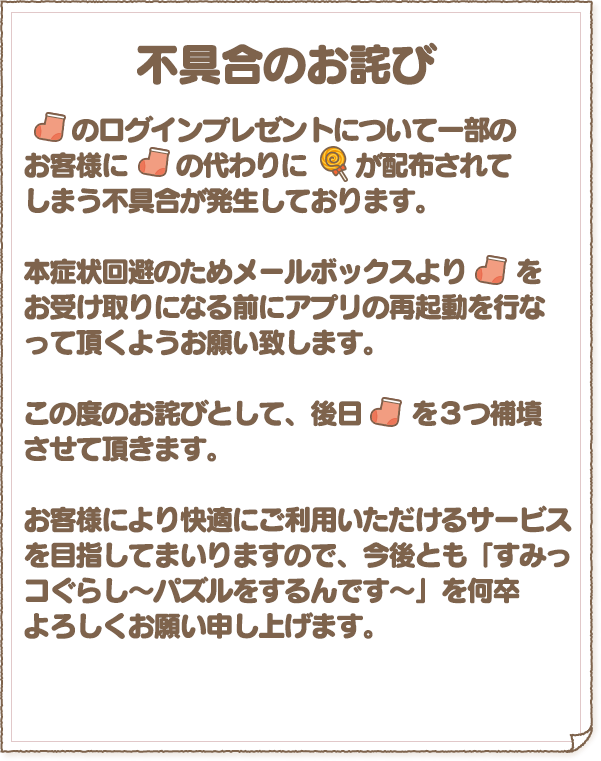 不具合のお詫び
のログインプレゼントについて一部の
お客様に の代わりに が配布されて
しまう不具合が発生しております。
本症状回避のためメールボックスより を
お受け取りになる前にアプリの再起動を行な
って頂くようお願い致します。
この度のお詫びとして、後日 を３つ補填
させて頂きます。
お客様により快適にご利用いただけるサービス
を目指してまいりますので、今後とも「すみっ
コぐらし〜パズルをするんです〜」を何卒
よろしくお願い申し上げます。